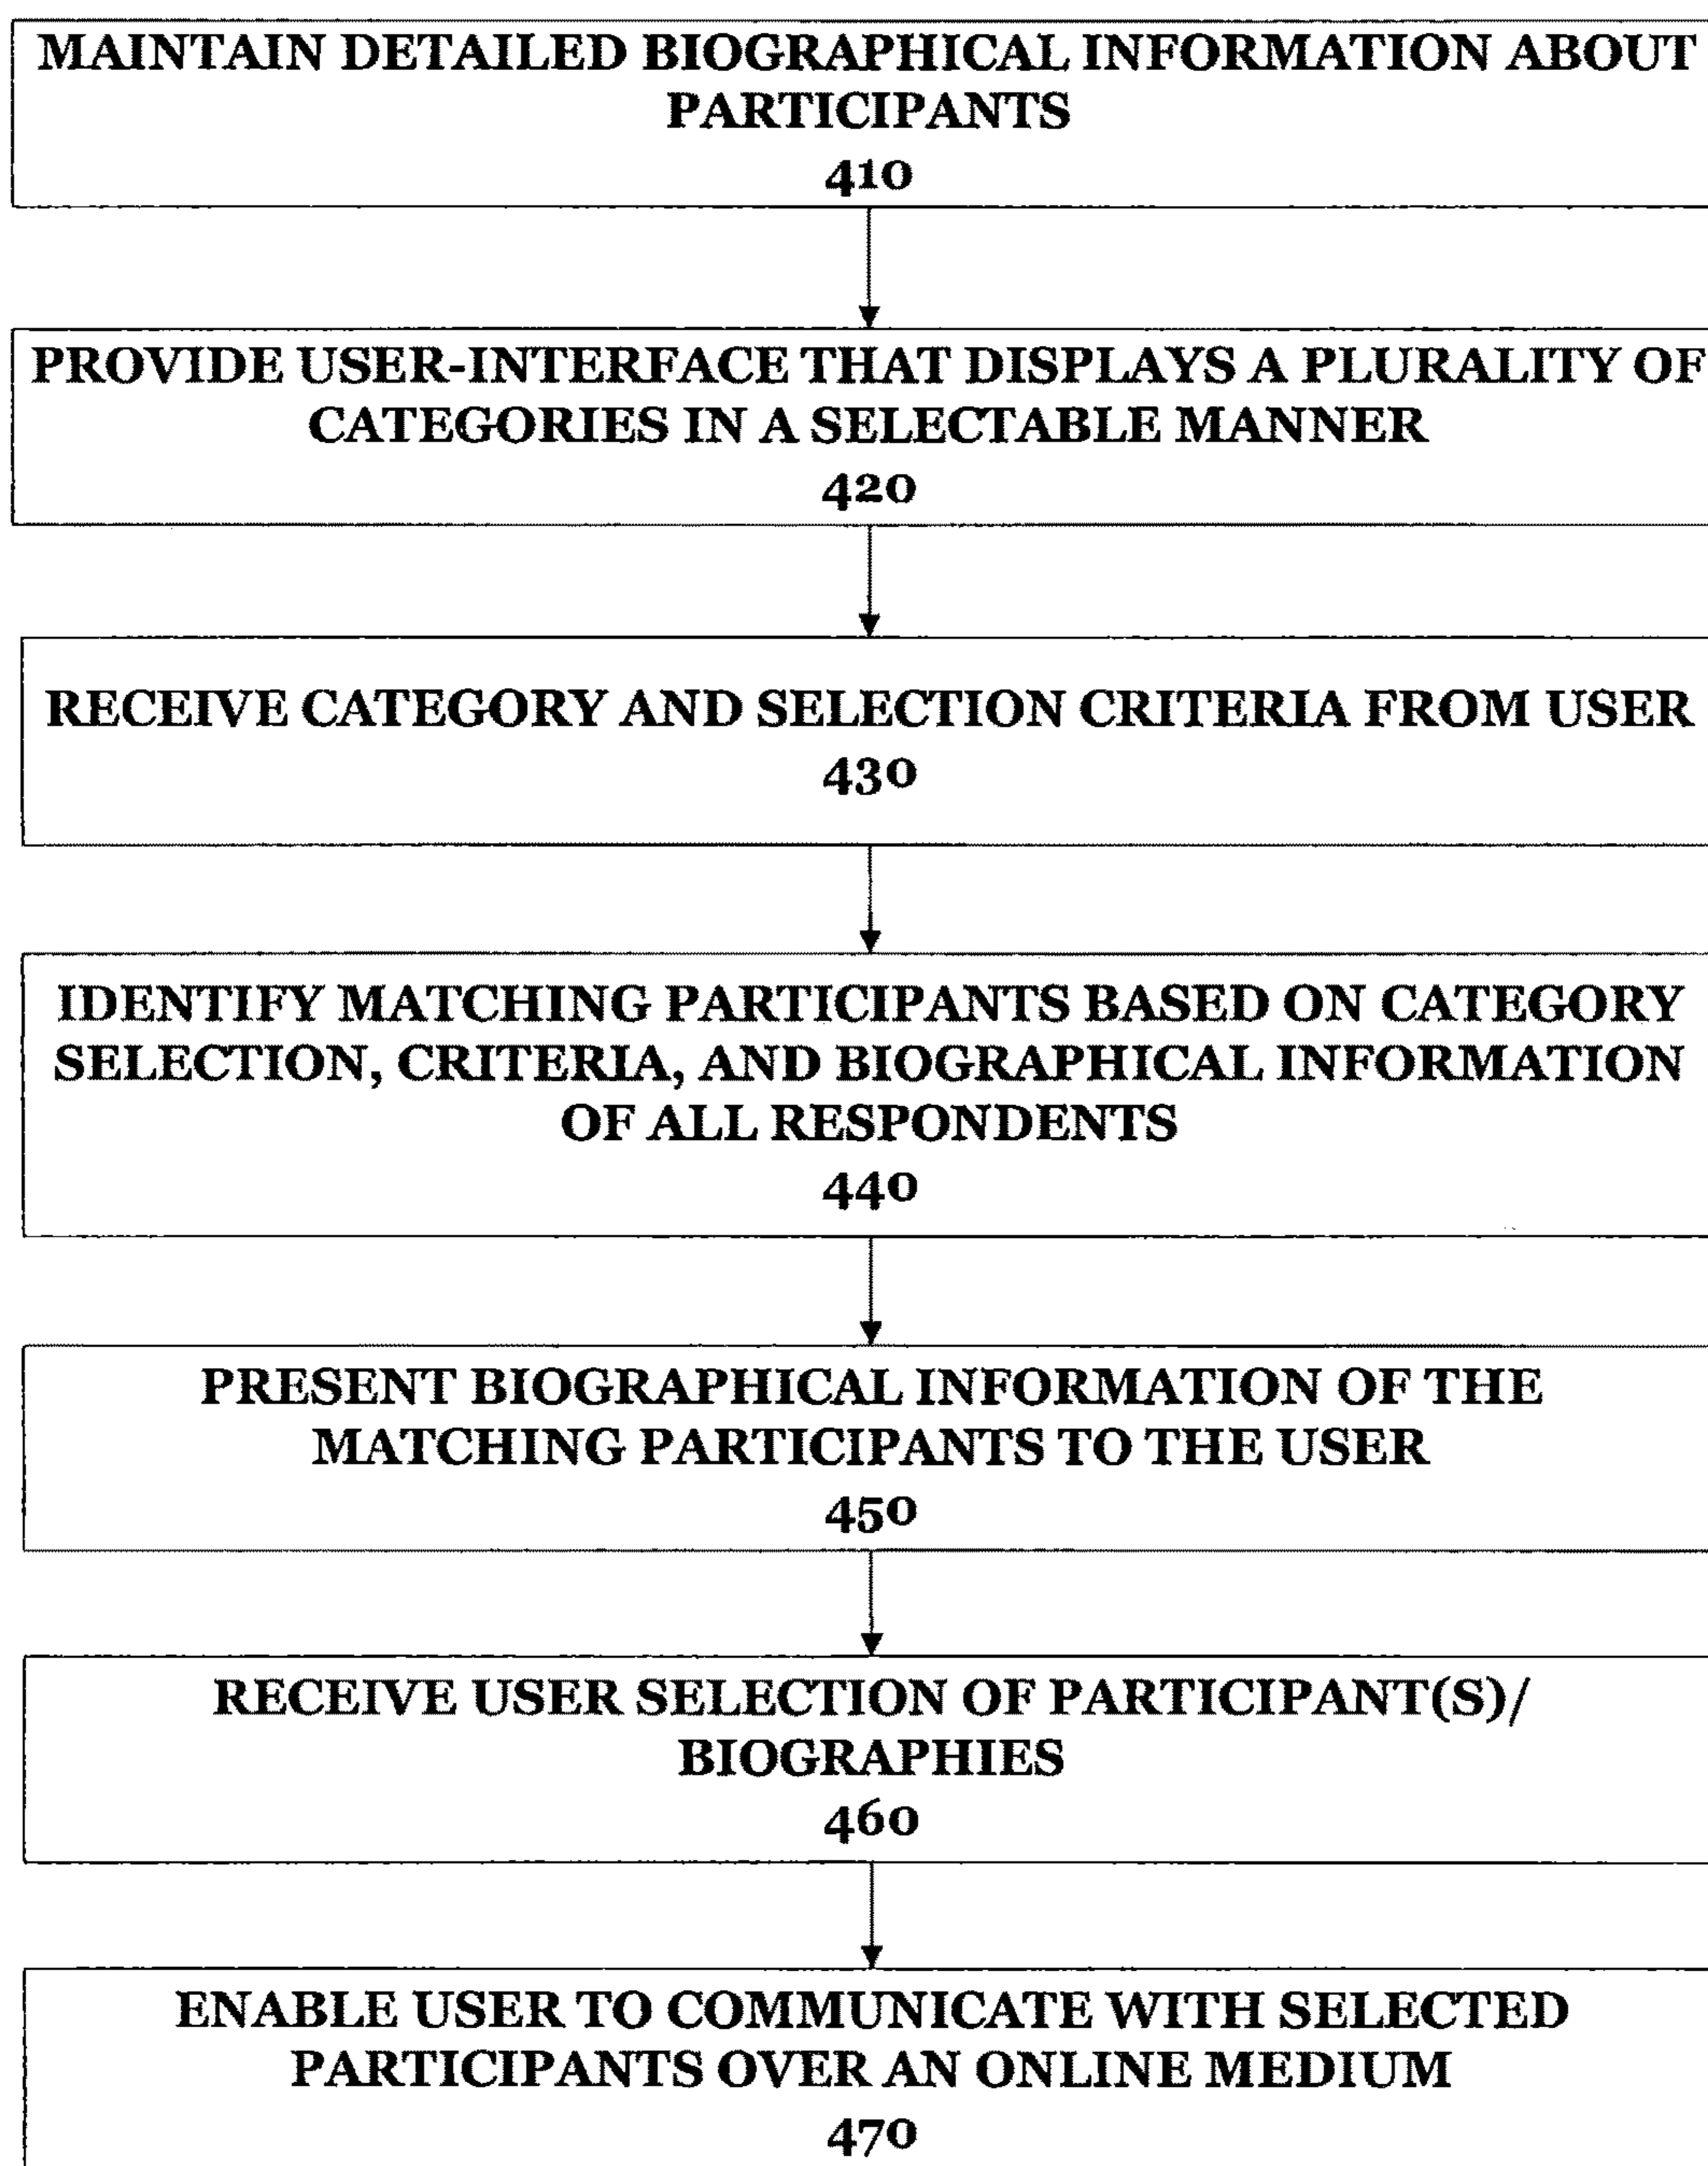 MAINTAIN DETAILED BIOGRAPHICAL INFORMATION ABOUT
PARTICIPANTS
410
PROVIDE USER-INTERFACE THAT DISPLAYS A PLURALITY OF
CATEGORIES IN A SELECTABLE MANNER
420
RECEIVE CATEGORY AND SELECTION CRITERIA FROM USER
430
IDENTIFY MATCHING PARTICIPANTS BASED ON CATEGORY
SELECTION, CRITERIA, AND BIOGRAPHICAL INFORMATION
OF ALL RESPONDENTS
440
PRESENT BIOGRAPHICAL INFORMATION OF THE
MATCHING PARTICIPANTS TO THE USER
450
RECEIVE USER SELECTION OF PARTICIPANT(S)/
BIOGRAPHIES
460
ENABLE USER TO COMMUNICATE WITH SELECTED
PARTICIPANTS OVER AN ONLINE MEDIUM
470